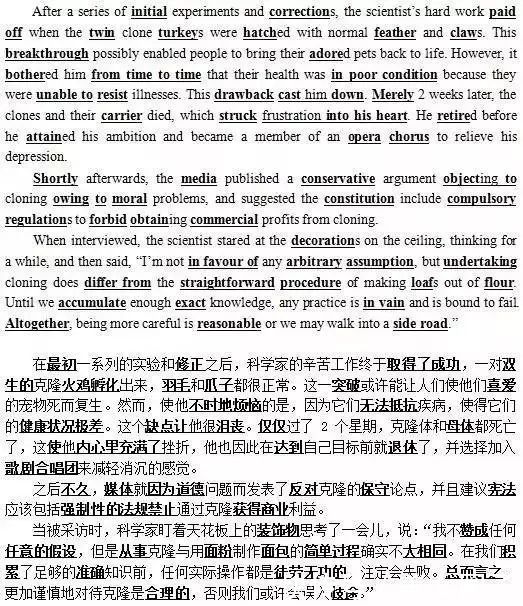 After a series of initial experiments and corrections, the scientist's hard work paid
off when the twin clone turkeys were hatched with normal feather and claws. This
breakthrough possibly enabled people to bring their adored pets back to life. However, it
bothered him from time to time that their health was in poor condition because they
were unable to resist illnesses. This drawback cast him down. Merely 2 weeks later, the
clones and their carrier died, which struck frustration into his heart. He retired before
he attained his ambition and became a member of an opera chorus to relieve his
depression.
Shortly afterwards, the media published a conservative argument objecting to
cloning owing to moral problems, and suggested the constitution include compulsory
regulations to forbid obtaining commercial profits from cloning.
When interviewed, the scientist stared at the decorations on the ceiling, thinking for
a while, and then said, “I'm not in favour of any arbitrary assumption, but undertaking
cloning does differ from the straightforward procedure of making loafs out of flour.
Until we accumulate enough exact knowledge, any practice is in vain and is bound to fail.
Altogether, being more careful is reasonable or we may walk into a side road.”
在最初一系列的实验和修正之后，科学家的辛苦工作终于取得了成功，一对双
生的克隆火鸡孵化出来，羽毛和爪子都很正常。这一突破或许能让人们使他们喜爱
的宠物死而复生。然而，使他不时地烦恼的是，因为它们无法抵抗疾病，使得它们
的健康状况极差。这个缺点让他很沮丧。仅仅过了 2 个星期，克隆体和母体都死亡
了，这使他内心里充满了挫折，他也因此在达到自己目标前就退休了，并选择加入
歌剧合唱团来减轻消沉的感觉。
之后不久，媒体就因为道德问题而发表了反对克隆的保守论点，并且建议宪法
应该包括强制性的法规禁止通过克隆获得商业利益。
当被采访时，科学家盯着天花板上的装饰物思考了一会儿，说：“我不赞成任何
任意的假设，但是从事克隆与用面粉制作面包的简单过程确实不大相同。在我们积
累了足够的准确知识前，任何实际操作都是徒劳无功的，注定会失败。总而言之，
更加谨慎地对待克隆是合理的，否则我们或许会误入歧途。”